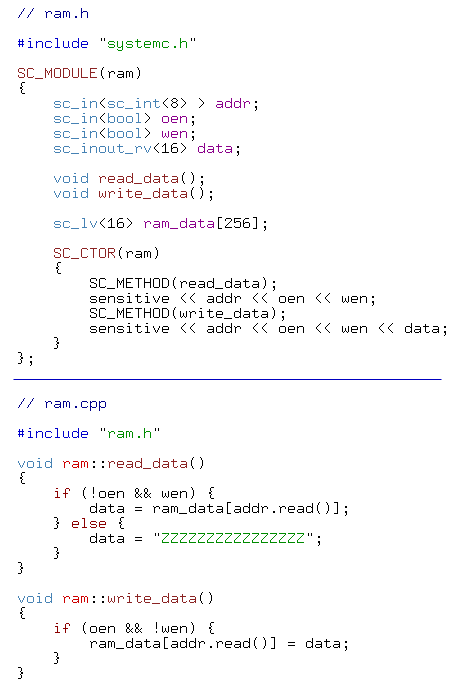 // ram.h

#include "systemc.h"

SC_MODULE(ram)
{
    sc_in<sc_int<8> > addr;
    sc_in<bool> oen;
    sc_in<bool> wen;
    sc_inout_rv<16> data;

    void read_data();
    void write_data();

    sc_lv<16> ram_data[256];

    SC_CTOR(ram)
    {
        SC_METHOD(read_data);
        sensitive << addr << oen << wen;
        SC_METHOD(write_data);
        sensitive << addr << oen << wen << data;
    }
};

// ram.cpp

#include "ram.h"

void ram::read_data()
{
    if (!oen && wen) {
        data = ram_data[addr.read()];
    } else {
        data = "ZZZZZZZZZZZZZZZZ";
    }
}

void ram::write_data()
{
    if (oen && !wen) {
        ram_data[addr.read()] = data;
    }
}